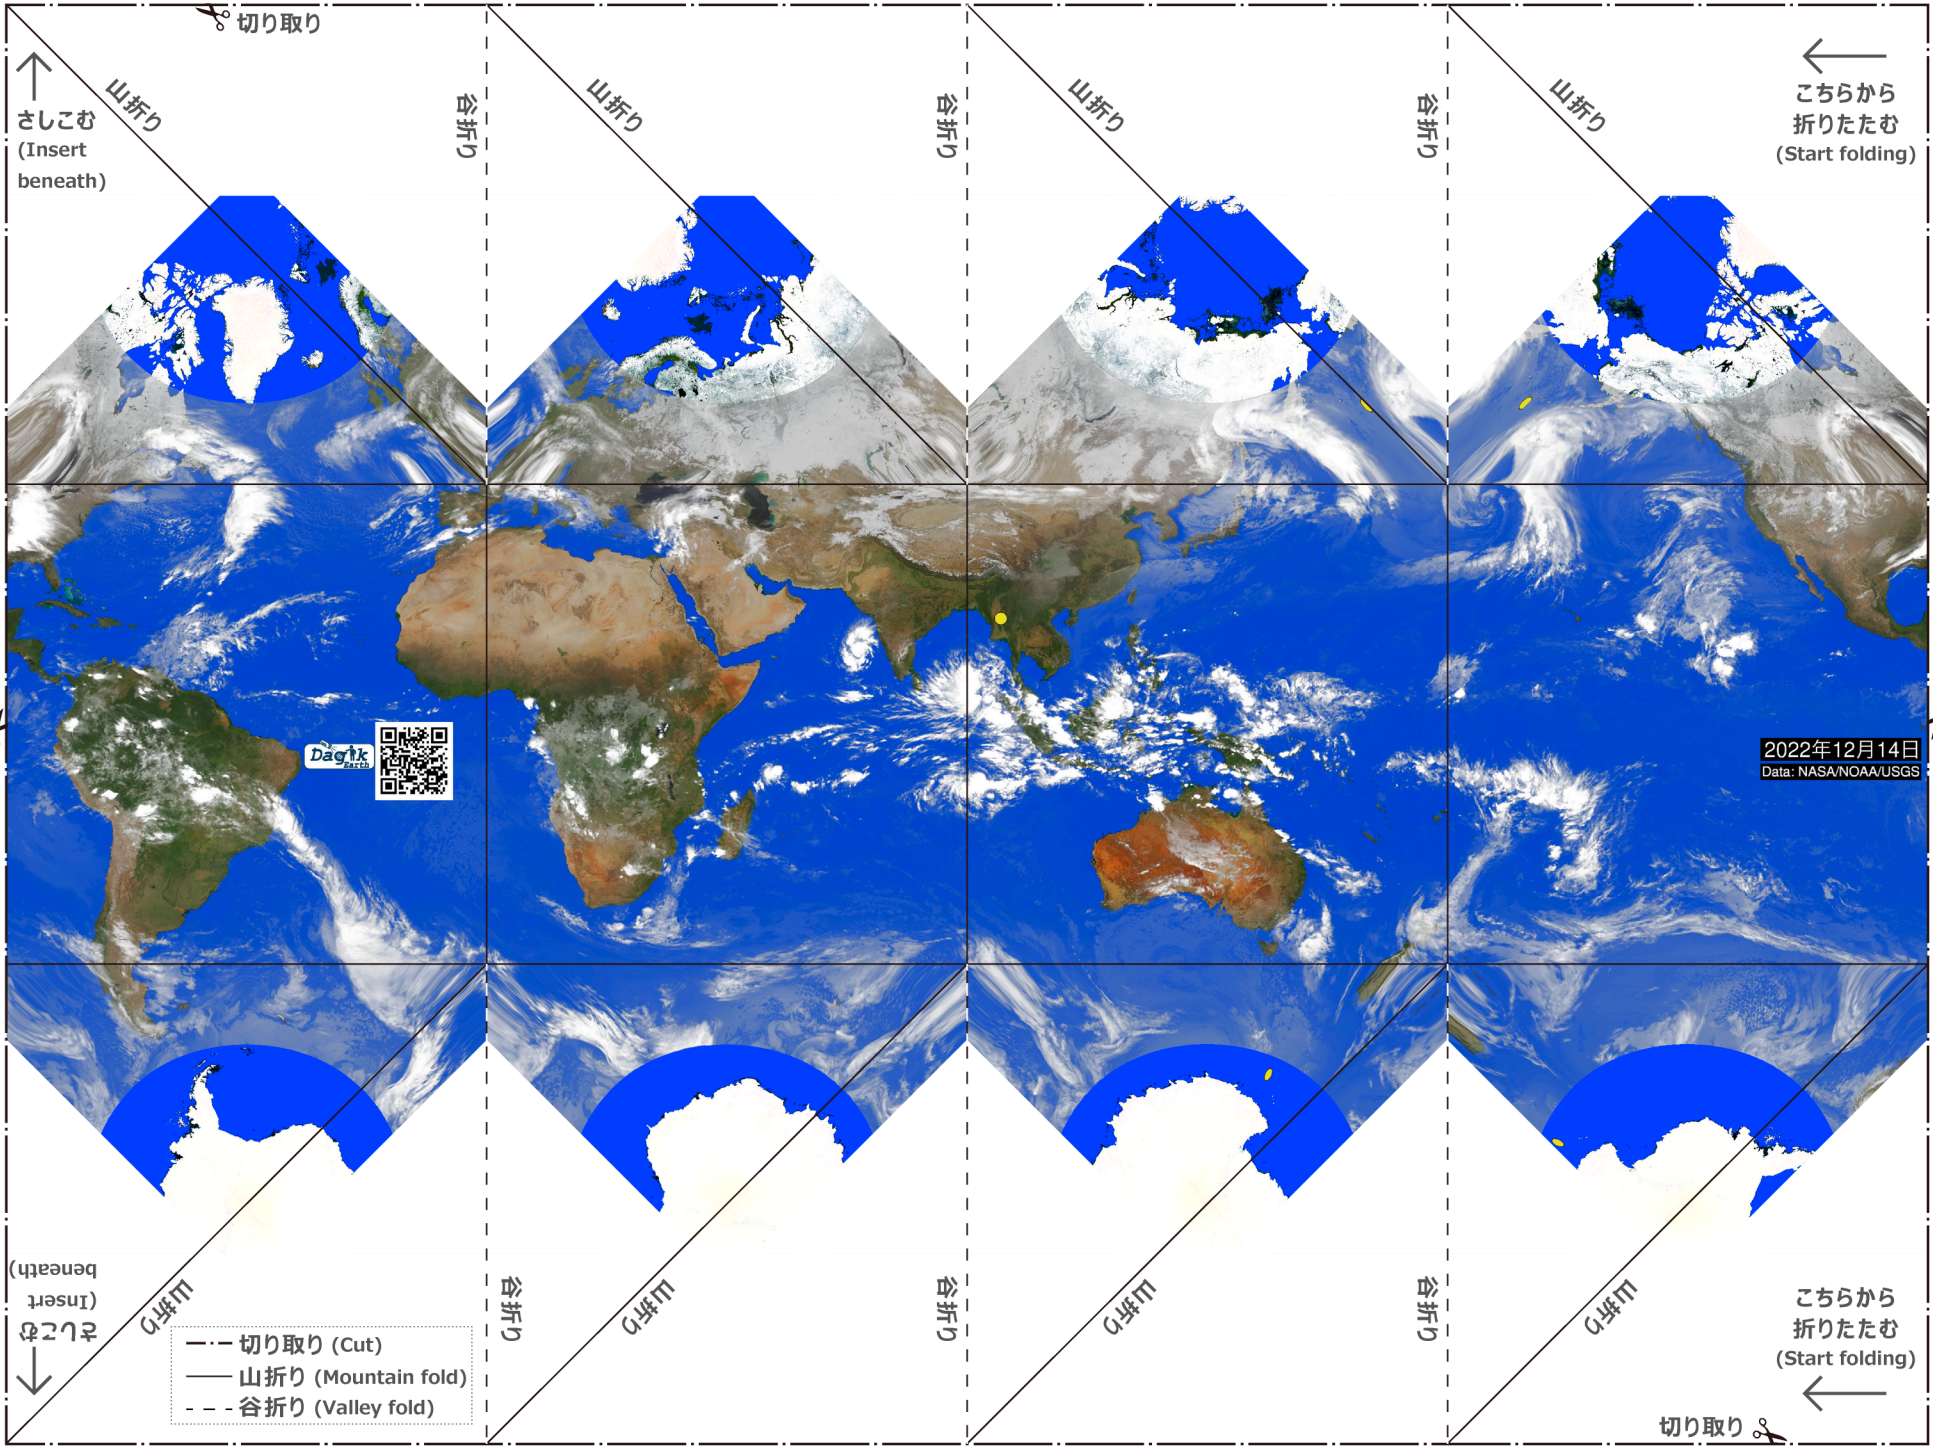 切り取り
山折り
谷折り
山折り
谷折り
山折り
谷折り
山折り
さしこむ
(Insert
beneath)
こちらから
折りたたむ
(Start folding)
Dagik
Earth
2022年12月14日
Data: NASA/NOAA/USGS
さしこむ
(Insert
beneath)
山折り
谷折り
山折り
谷折り
山折り
谷折り
山折り
こちらから
折りたたむ
(Start folding)
切り取り (Cut)
山折り (Mountain fold)
谷折り (Valley fold)
切り取り